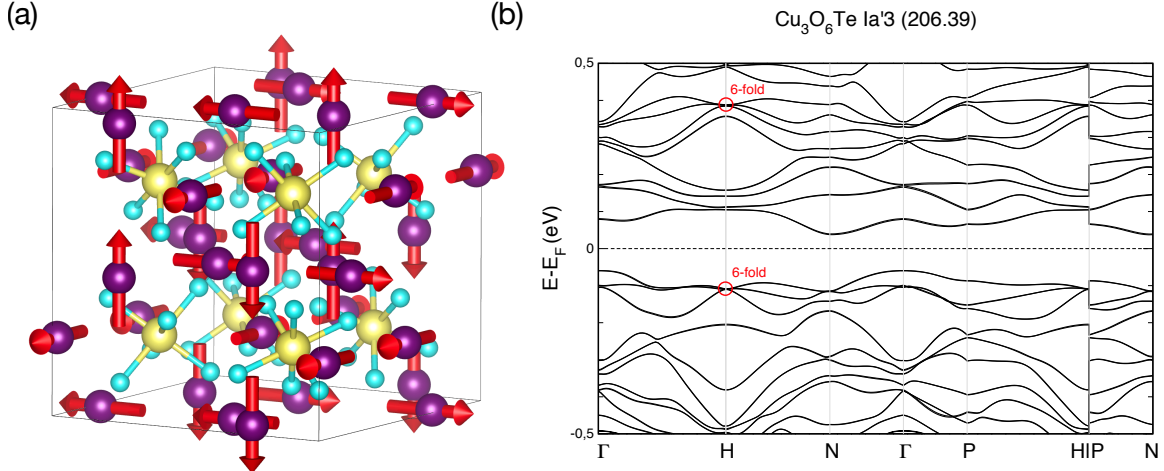 (a)
(b)
Cu3O6Te Ia'3 (206.39)
E-EF (eV)
0,5
0
-0,5
6-fold
6-fold
Γ H N Γ P H|P N